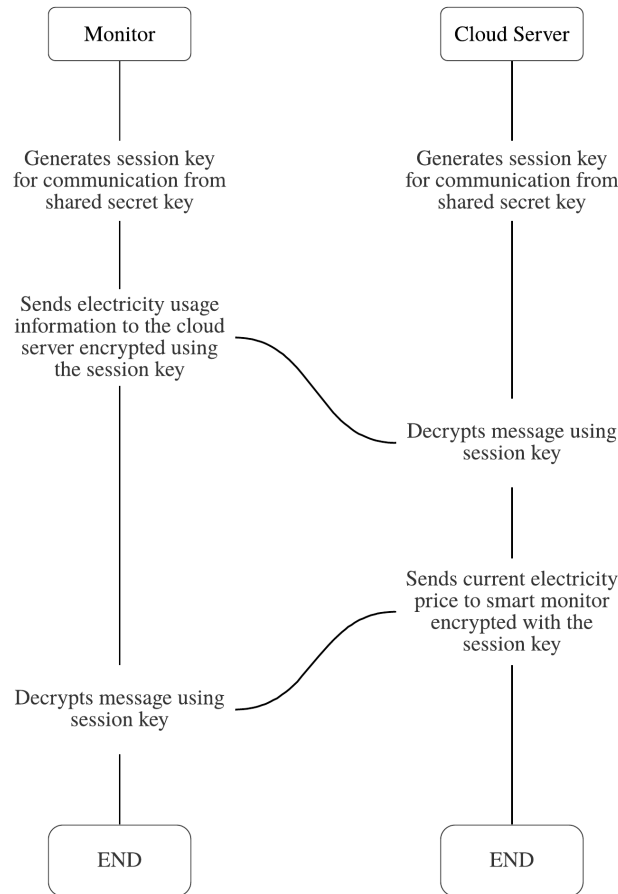 Monitor
Cloud Server
Generates session key
for communication from
shared secret key
Generates session key
for communication from
shared secret key
Sends electricity usage
information to the cloud
server encrypted using
the session key
Decrypts message using
session key
Sends current electricity
price to smart monitor
encrypted with the
session key
Decrypts message using
session key
END
END